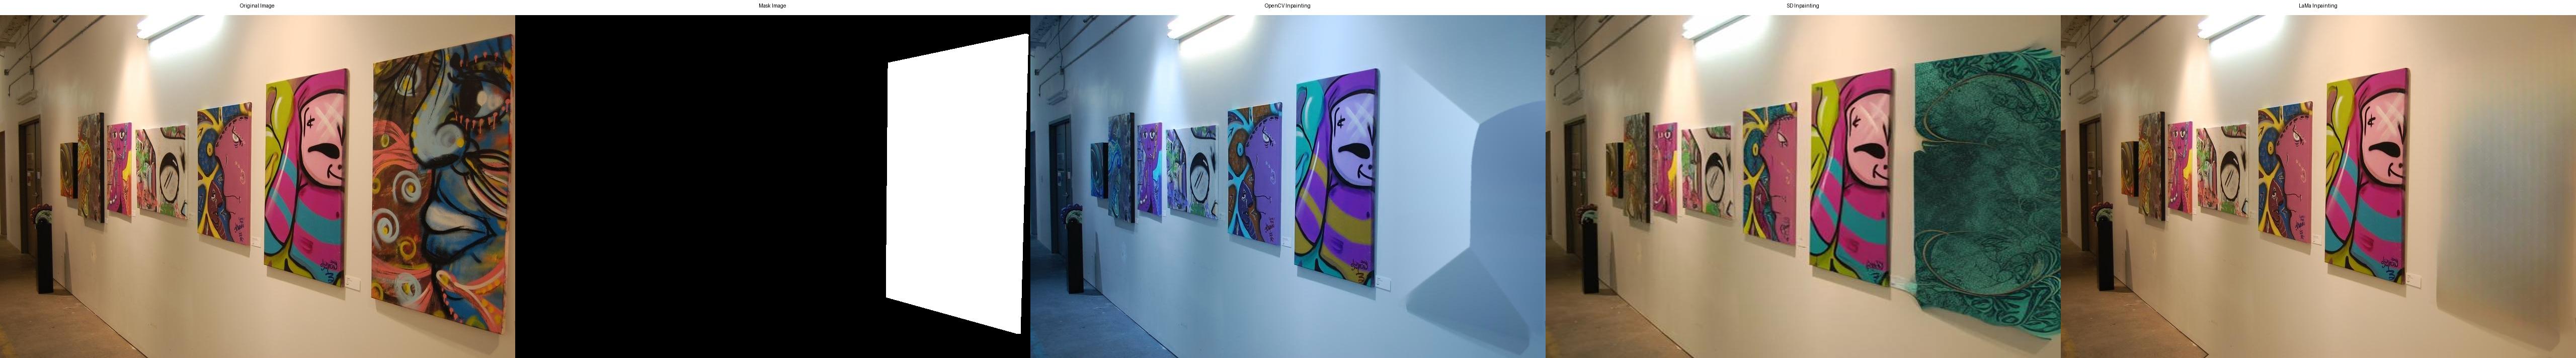 Original Image
Mask Image
OpenCV Inpainting
SD Inpainting
LaMa Inpainting